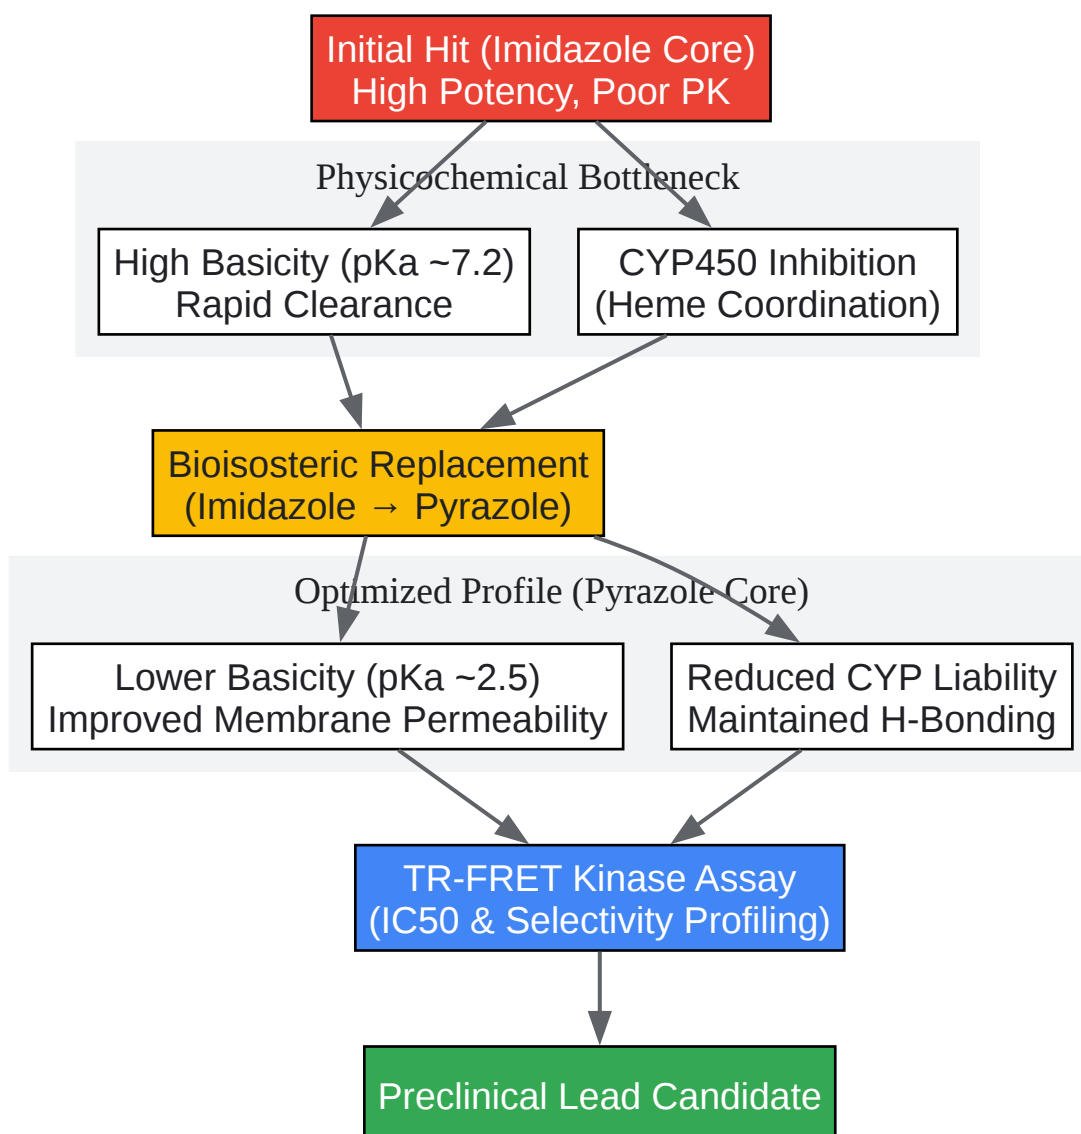 Initial Hit (Imidazole Core)
High Potency, Poor PK
Physicochemical Bottleneck
High Basicity (pKa ~7.2)
Rapid Clearance
CYP450 Inhibition
(Heme Coordination)
Bioisosteric Replacement
(Imidazole → Pyrazole)
Optimized Profile (Pyrazole Core)
Lower Basicity (pKa ~2.5)
Improved Membrane Permeability
Reduced CYP Liability
Maintained H-Bonding
TR-FRET Kinase Assay
(IC50 & Selectivity Profiling)
Preclinical Lead Candidate